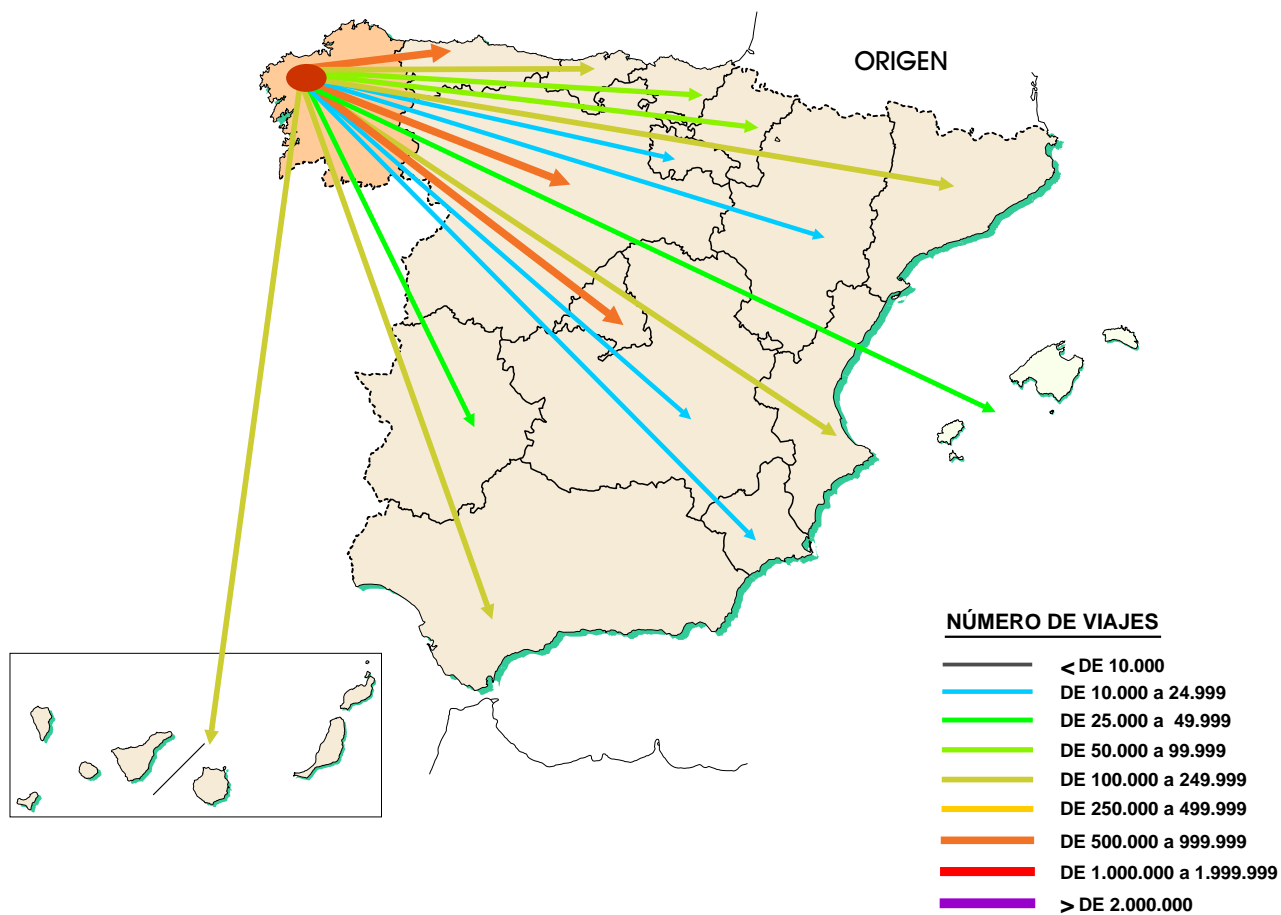 ORIGEN
NÚMERO DE VIAJES
< DE 10.000
DE 10.000 a 24.999
DE 25.000 a 49.999
DE 50.000 a 99.999
DE 100.000 a 249.999
DE 250.000 a 499.999
DE 500.000 a 999.999
DE 1.000.000 a 1.999.999
> DE 2.000.000